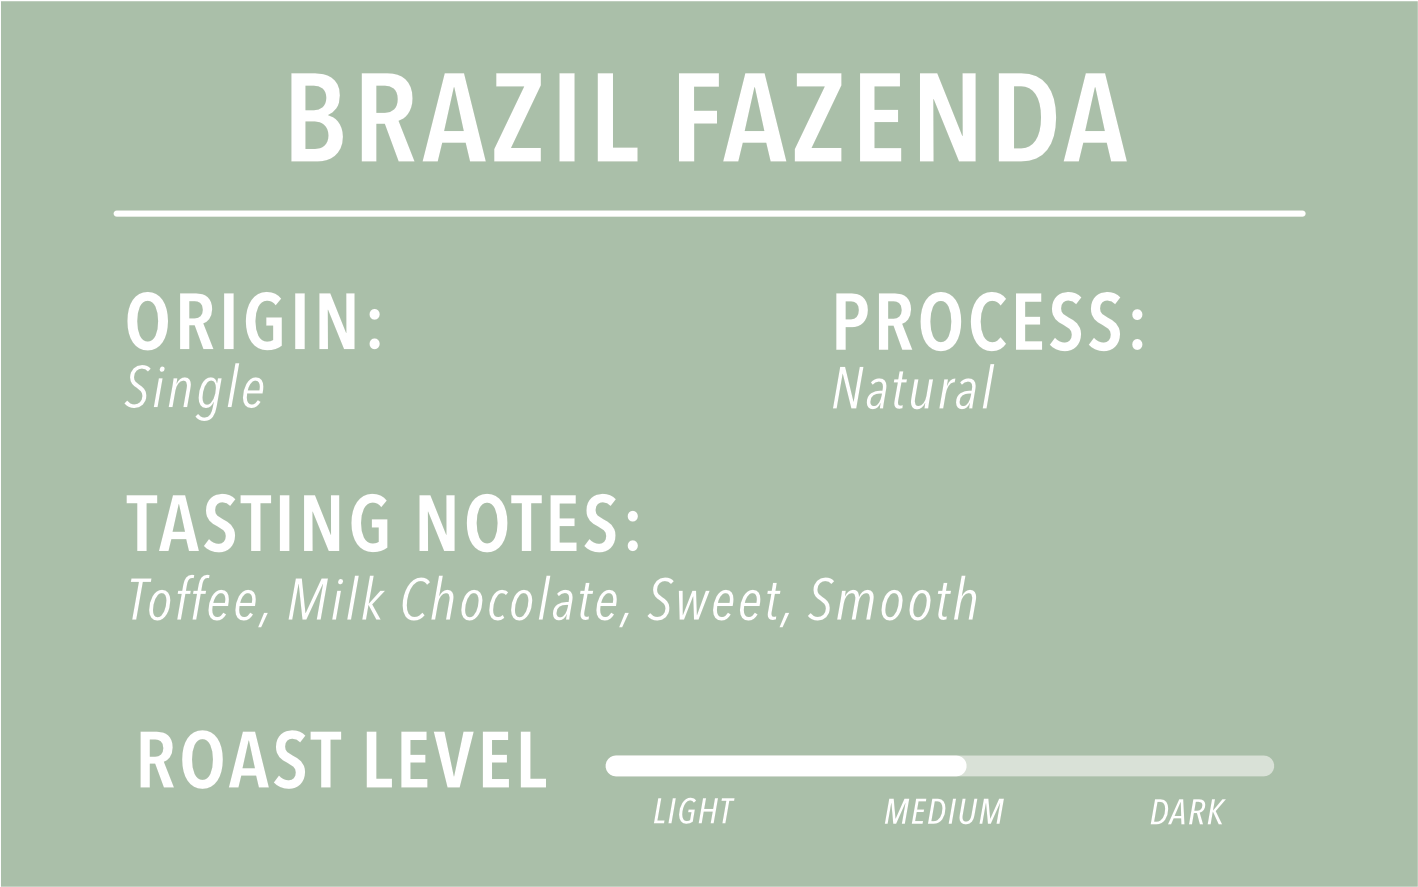 BRAZIL FAZENDA
ORIGIN:
Single
PROCESS:
Natural
TASTING NOTES:
Toffee, Milk Chocolate, Sweet, Smooth
ROAST LEVEL
LIGHT MEDIUM DARK